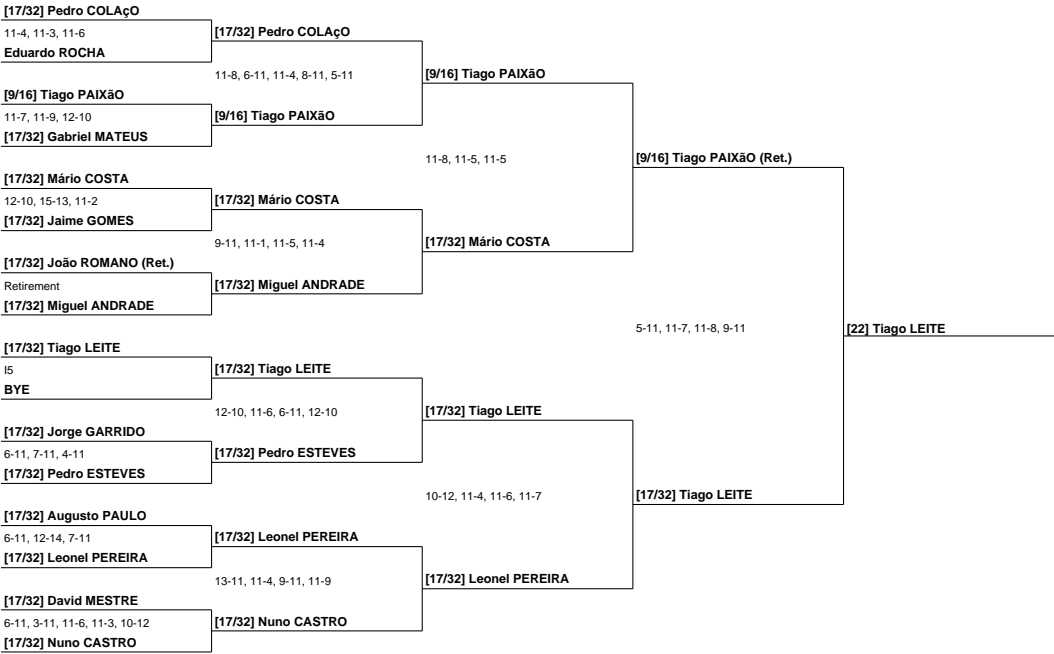 [17/32] Pedro COLAçO
11-4, 11-3, 11-6
Eduardo ROCHA
[9/16] Tiago PAIXãO
11-7, 11-9, 12-10
[17/32] Gabriel MATEUS
[17/32] Mário COSTA
12-10, 15-13, 11-2
[17/32] Jaime GOMES
[17/32] João ROMANO (Ret.)
Retirement
[17/32] Miguel ANDRADE
[17/32] Tiago LEITE
I5
BYE
[17/32] Jorge GARRIDO
6-11, 7-11, 4-11
[17/32] Pedro ESTEVES
[17/32] Augusto PAULO
6-11, 12-14, 7-11
[17/32] Leonel PEREIRA
[17/32] David MESTRE
6-11, 3-11, 11-6, 11-3, 10-12
[17/32] Nuno CASTRO
[17/32] Pedro COLAçO
11-8, 6-11, 11-4, 8-11, 5-11
[9/16] Tiago PAIXãO
[17/32] Mário COSTA
9-11, 11-1, 11-5, 11-4
[17/32] Miguel ANDRADE
[17/32] Tiago LEITE
12-10, 11-6, 6-11, 12-10
[17/32] Pedro ESTEVES
[17/32] Leonel PEREIRA
13-11, 11-4, 9-11, 11-9
[17/32] Nuno CASTRO
[9/16] Tiago PAIXãO
11-8, 11-5, 11-5
[17/32] Mário COSTA
[17/32] Tiago LEITE
10-12, 11-4, 11-6, 11-7
[17/32] Leonel PEREIRA
[9/16] Tiago PAIXãO (Ret.)
5-11, 11-7, 11-8, 9-11
[17/32] Tiago LEITE
[22] Tiago LEITE